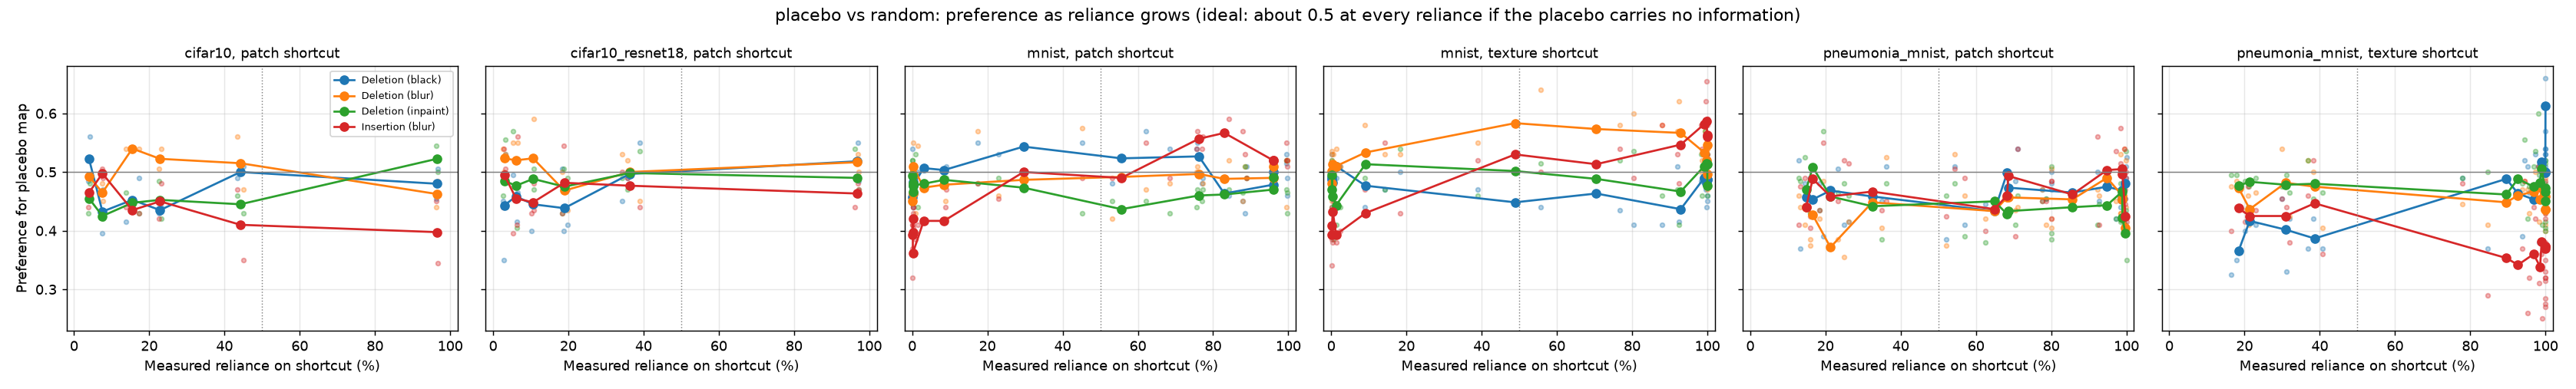 placebo vs random: preference as reliance grows (ideal: about 0.5 at every reliance if the placebo carries no information)
cifar10, patch shortcut
cifar10_resnet18, patch shortcut
mnist, patch shortcut
mnist, texture shortcut
pneumonia_mnist, patch shortcut
pneumonia_mnist, texture shortcut
Preference for placebo map
0.6
0.5
0.4
0.3
Deletion (black)
Deletion (blur)
Deletion (inpaint)
Insertion (blur)
0 20 40 60 80 100
0 20 40 60 80 100
0 20 40 60 80 100
0 20 40 60 80 100
0 20 40 60 80 100
0 20 40 60 80 100
Measured reliance on shortcut (%)
Measured reliance on shortcut (%)
Measured reliance on shortcut (%)
Measured reliance on shortcut (%)
Measured reliance on shortcut (%)
Measured reliance on shortcut (%)